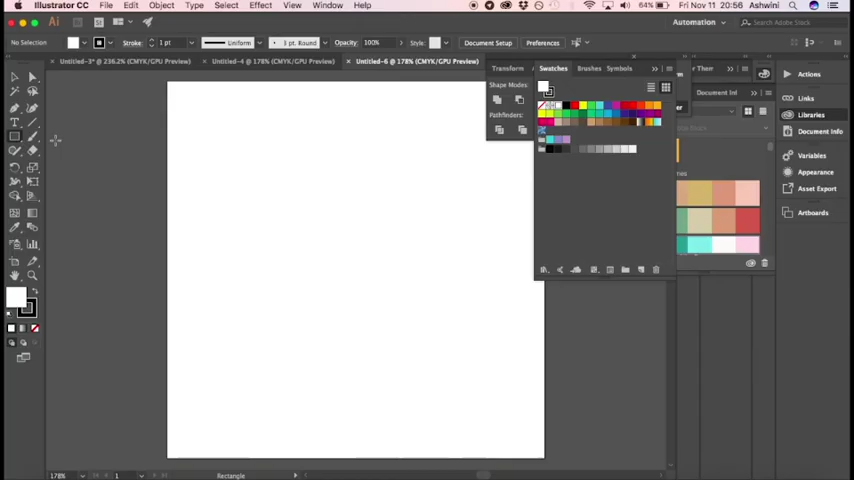 Illustrator CC File Edit Object Type Select Effect View Window Help 64% Fri Nov 11 20:56 Ashwini
Ai Automation Search Adobe Stock
No Selection Stroke: 1 pt Uniform 1 pt. Round Opacity: 100% Style: Document Setup Preferences
Untitled-3* @ 236.2% (CMYK/GPU Preview) Untitled-4 @ 178% (CMYK/GPU Preview) Untitled-6 @ 178% (CMYK/GPU Preview)
Transform Swatches Brushes Symbols Actions
Shape Modes: Document Inf Links
Libraries
Pathfinders: Document Info
Variables
Appearance
Asset Export
Artboards
178% 1 Rectangle